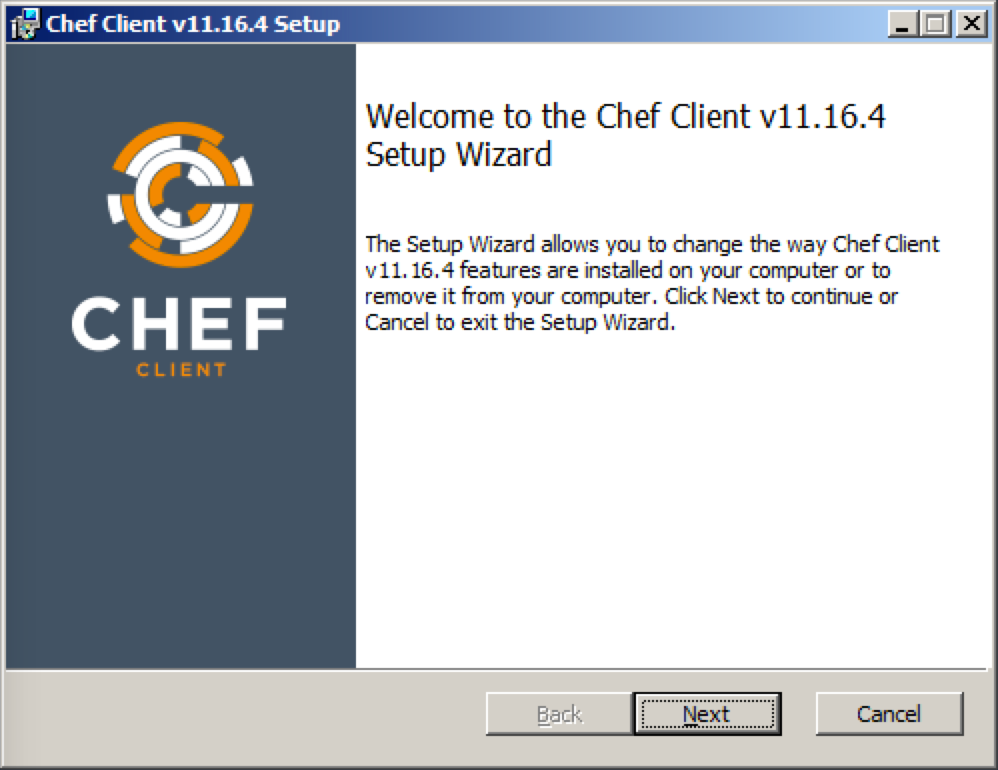 Chef Client v11.16.4 Setup
Welcome to the Chef Client v11.16.4
Setup Wizard
The Setup Wizard allows you to change the way Chef Client
v11.16.4 features are installed on your computer or to
remove it from your computer. Click Next to continue or
Cancel to exit the Setup Wizard.
CHEF
CLIENT
Back
Next
Cancel